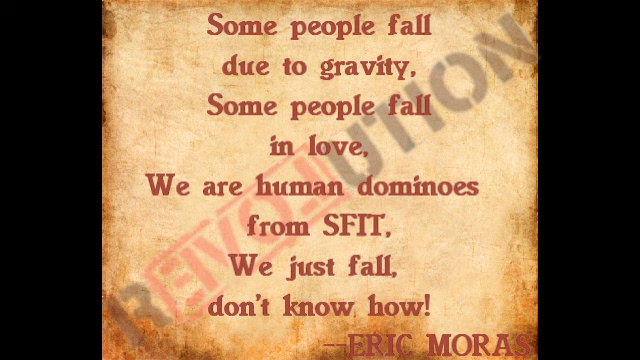 Some people fall
due to gravity,
Some people fall
in love,
We are human dominoes
from SFIT,
We just fall,
don't know how!
--ERIC MORAS
REVOLUTION